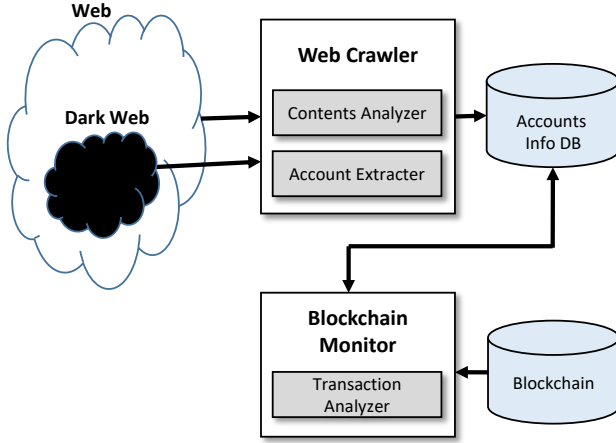 Web
Dark Web
Web Crawler
Contents Analyzer
Account Extracter
Accounts
Info DB
Blockchain
Monitor
Transaction
Analyzer
Blockchain